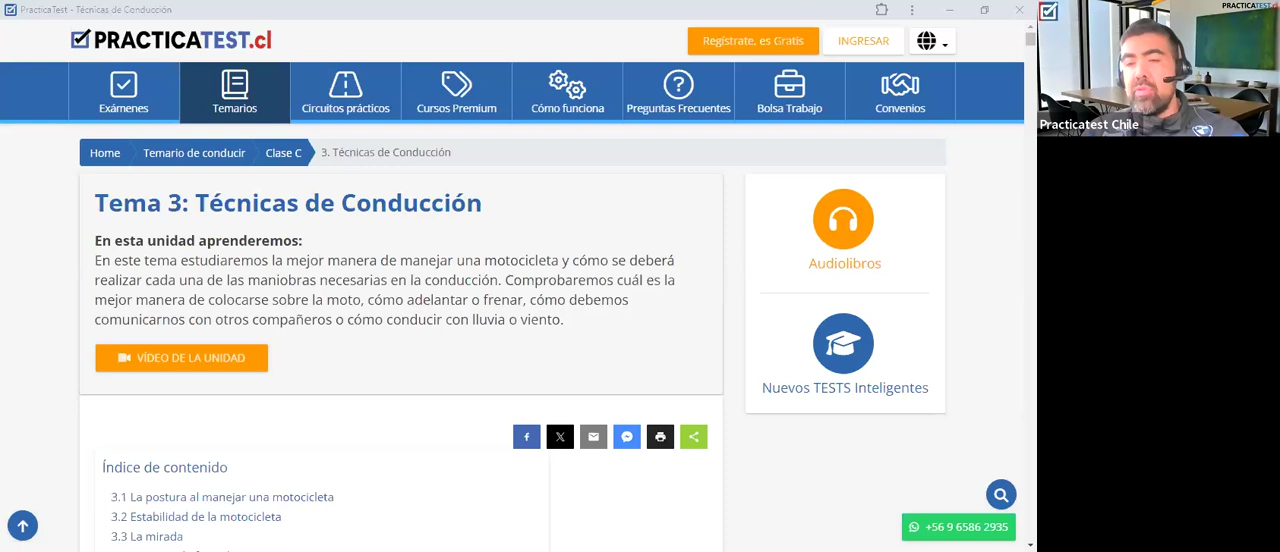 PracticaTest - Técnicas de Conducción
PRACTICATEST.cl
Regístrate, es Gratis
INGRESAR
Exámenes
Temarios
Circuitos prácticos
Cursos Premium
Cómo funciona
Preguntas Frecuentes
Bolsa Trabajo
Convenios
Home
Temario de conducir
Clase C
3. Técnicas de Conducción
Tema 3: Técnicas de Conducción
En esta unidad aprenderemos:
En este tema estudiaremos la mejor manera de manejar una motocicleta y cómo se deberá
realizar cada una de las maniobras necesarias en la conducción. Comprobaremos cuál es la
mejor manera de colocarse sobre la moto, cómo adelantar o frenar, cómo debemos
comunicarnos con otros compañeros o cómo conducir con lluvia o viento.
VÍDEO DE LA UNIDAD
Audiolibros
Nuevos TESTS Inteligentes
Índice de contenido
3.1 La postura al manejar una motocicleta
3.2 Estabilidad de la motocicleta
3.3 La mirada
+56 9 6586 2935
PRACTICATEST.cl
Practicatest Chile